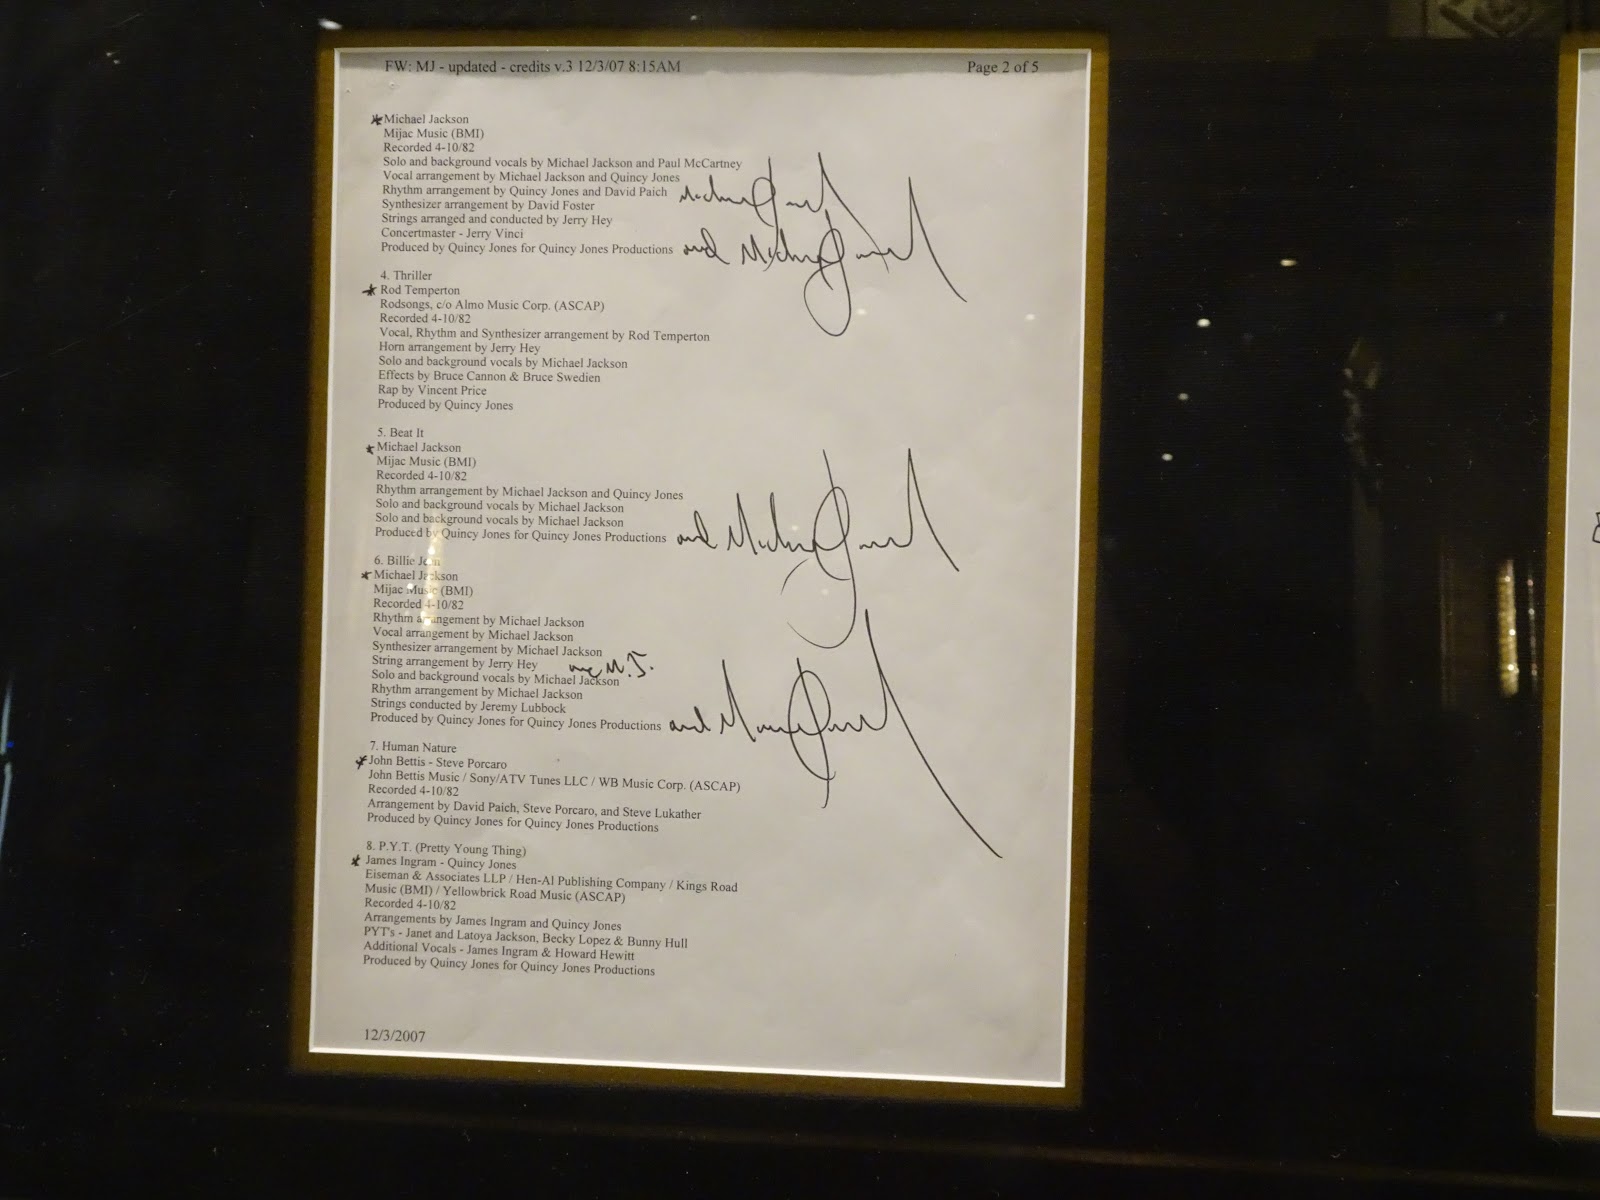 FW: MJ - updated - credits v.3 12/3/07 8:15AM Page 2 of 5
Michael Jackson
Mijac Music (BMI)
Recorded 4-10/82
Solo and background vocals by Michael Jackson and Paul McCartney
Vocal arrangement by Michael Jackson and Quincy Jones
Rhythm arrangement by Quincy Jones and David Paich
Synthesizer arrangement by David Foster
Strings arranged and conducted by Jerry Hey
Concertmaster - Jerry Vinci
Produced by Quincy Jones for Quincy Jones Productions and
4. Thriller
Rod Temperton
Rodsongs, c/o Almo Music Corp. (ASCAP)
Recorded 4-10/82
Vocal, Rhythm and Synthesizer arrangement by Rod Temperton
Horn arrangement by Jerry Hey
Solo and background vocals by Michael Jackson
Effects by Bruce Cannon & Bruce Swedien
Rap by Vincent Price
Produced by Quincy Jones
5. Beat It
Michael Jackson
Mijac Music (BMI)
Recorded 4-10/82
Rhythm arrangement by Michael Jackson and Quincy Jones
Solo and background vocals by Michael Jackson
Solo and background vocals by Michael Jackson
Produced by Quincy Jones for Quincy Jones Productions and
6. Billie Jean
Michael Jackson
Mijac Music (BMI)
Recorded 4-10/82
Rhythm arrangement by Michael Jackson
Vocal arrangement by Michael Jackson
Synthesizer arrangement by Michael Jackson
String arrangement by Jerry Hey M.J.
Solo and background vocals by Michael Jackson
Rhythm arrangement by Michael Jackson
Strings conducted by Jeremy Lubbock
Produced by Quincy Jones for Quincy Jones Productions and
7. Human Nature
John Bettis - Steve Porcaro
John Bettis Music / Sony/ATV Tunes LLC / WB Music Corp. (ASCAP)
Recorded 4-10/82
Arrangement by David Paich, Steve Porcaro, and Steve Lukather
Produced by Quincy Jones for Quincy Jones Productions
8. P.Y.T. (Pretty Young Thing)
James Ingram - Quincy Jones
Eiseman & Associates LLP / Hen-Al Publishing Company / Kings Road
Music (BMI) / Yellowbrick Road Music (ASCAP)
Recorded 4-10/82
Arrangements by James Ingram and Quincy Jones
PYT's - Janet and Latoya Jackson, Becky Lopez & Bunny Hull
Additional Vocals - James Ingram & Howard Hewitt
Produced by Quincy Jones for Quincy Jones Productions
12/3/2007